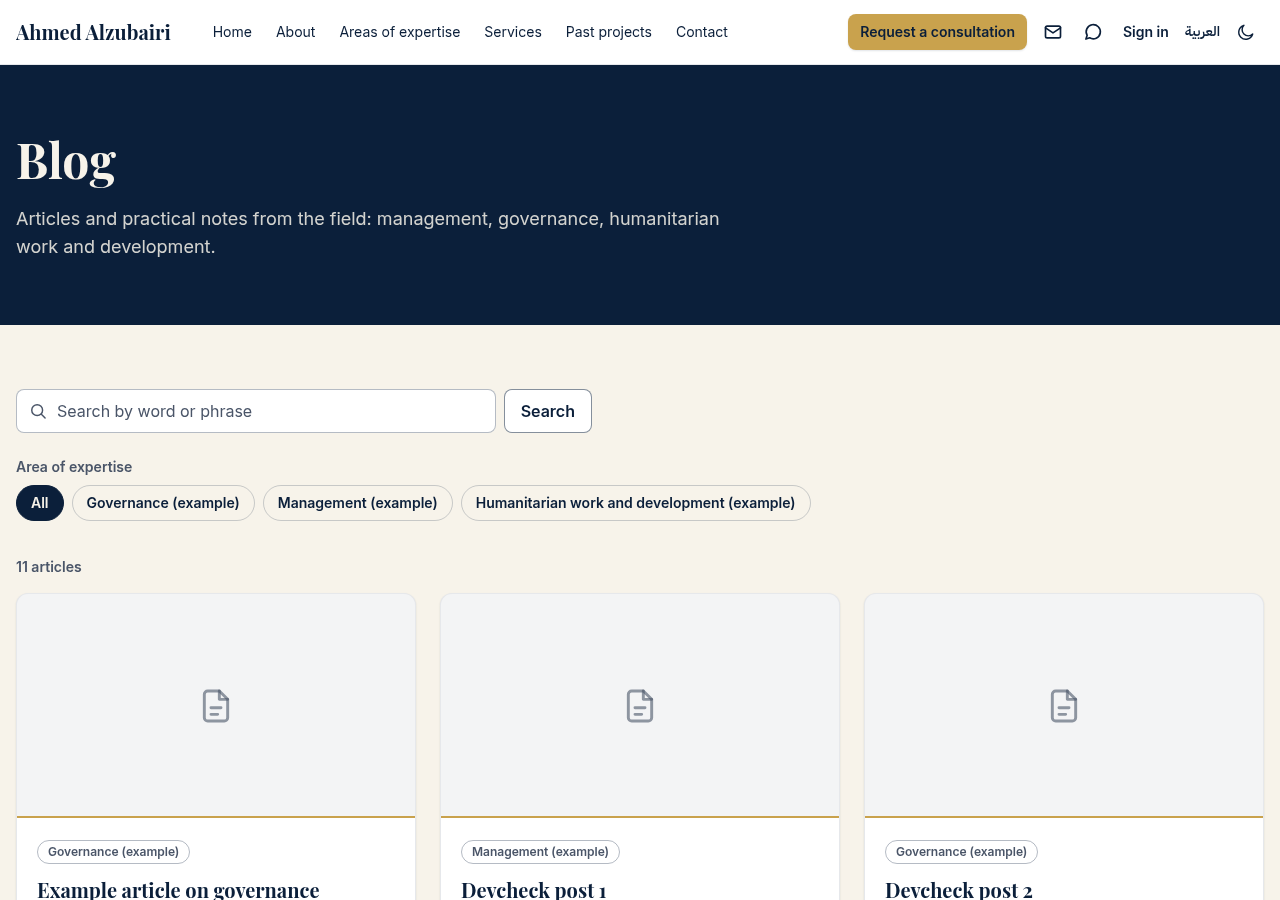 Ahmed Alzubairi Home About Areas of expertise Services Past projects Contact Request a consultation Sign in العربية
Blog
Articles and practical notes from the field: management, governance, humanitarian
work and development.
Search by word or phrase Search
Area of expertise
All Governance (example) Management (example) Humanitarian work and development (example)
11 articles
Governance (example) Management (example) Governance (example)
Example article on governance Devcheck post 1 Devcheck post 2